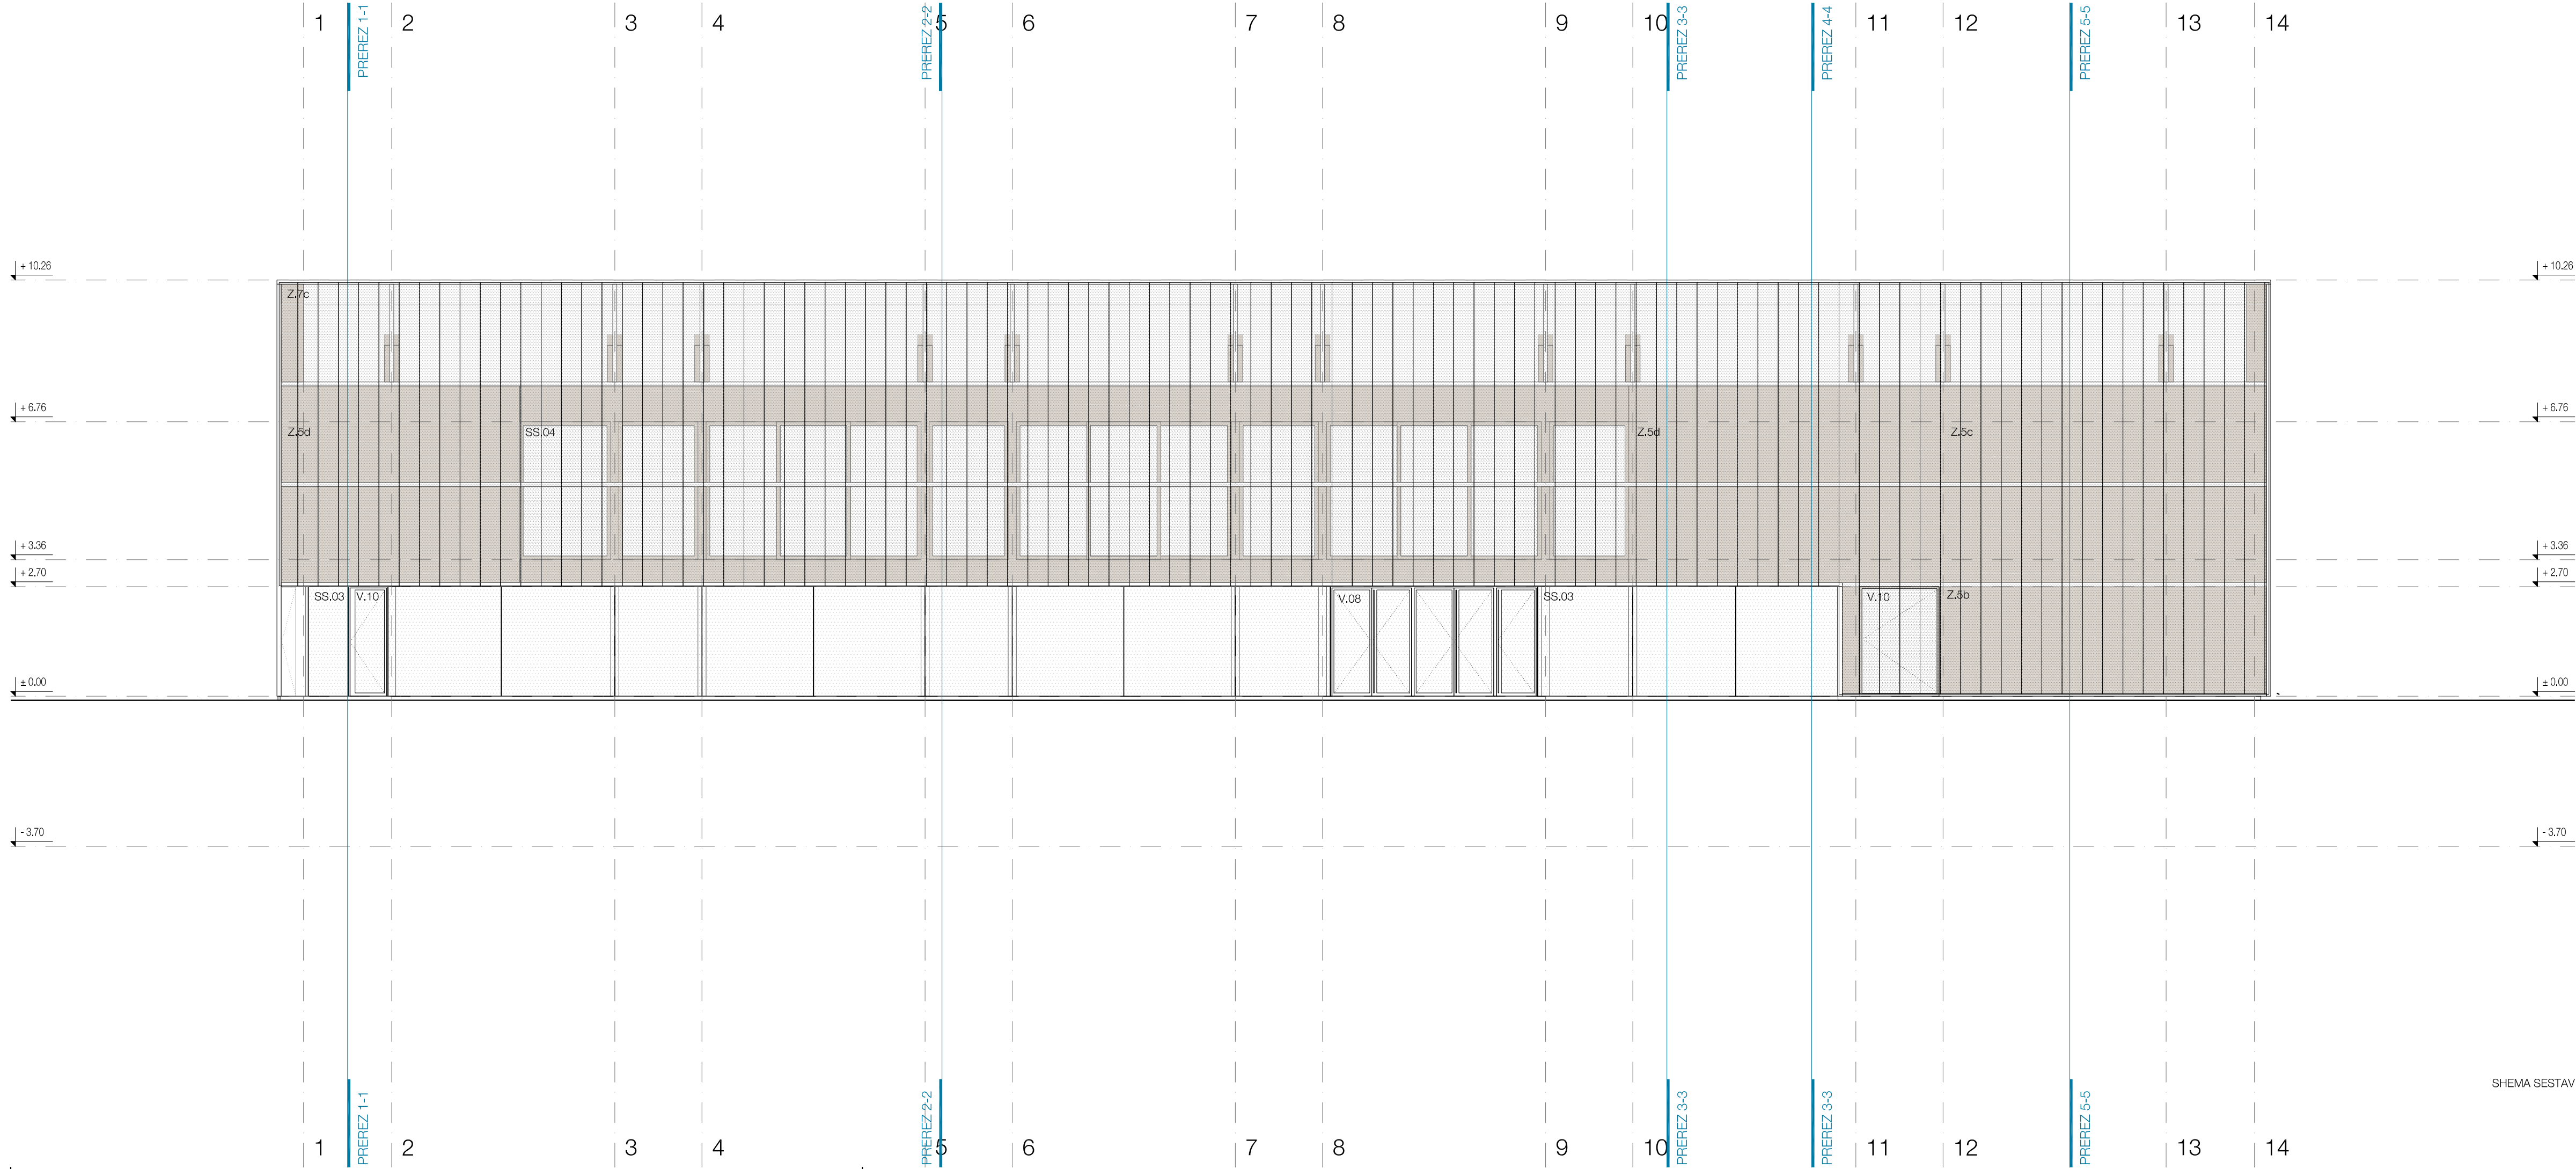 1 PREREZ 1-1 2 3 4 PREREZ 2-2 5 6 7 8 9 10 PREREZ 3-3 PREREZ 4-4 11 12 PREREZ 5-5 13 14
+ 10.26 + 10.26
Z.7c
+ 6.76 + 6.76
Z.5d SS.04 Z.5d Z.5c
+ 3.36 + 3.36
+ 2.70 + 2.70
SS.03 V.10 V.08 SS.03 V.10 Z.5b
± 0.00 ± 0.00
- 3.70 - 3.70
SHEMA SESTAV
1 PREREZ 1-1 2 3 4 PREREZ 2-2 5 6 7 8 9 10 PREREZ 3-3 PREREZ 3-3 11 12 PREREZ 5-5 13 14